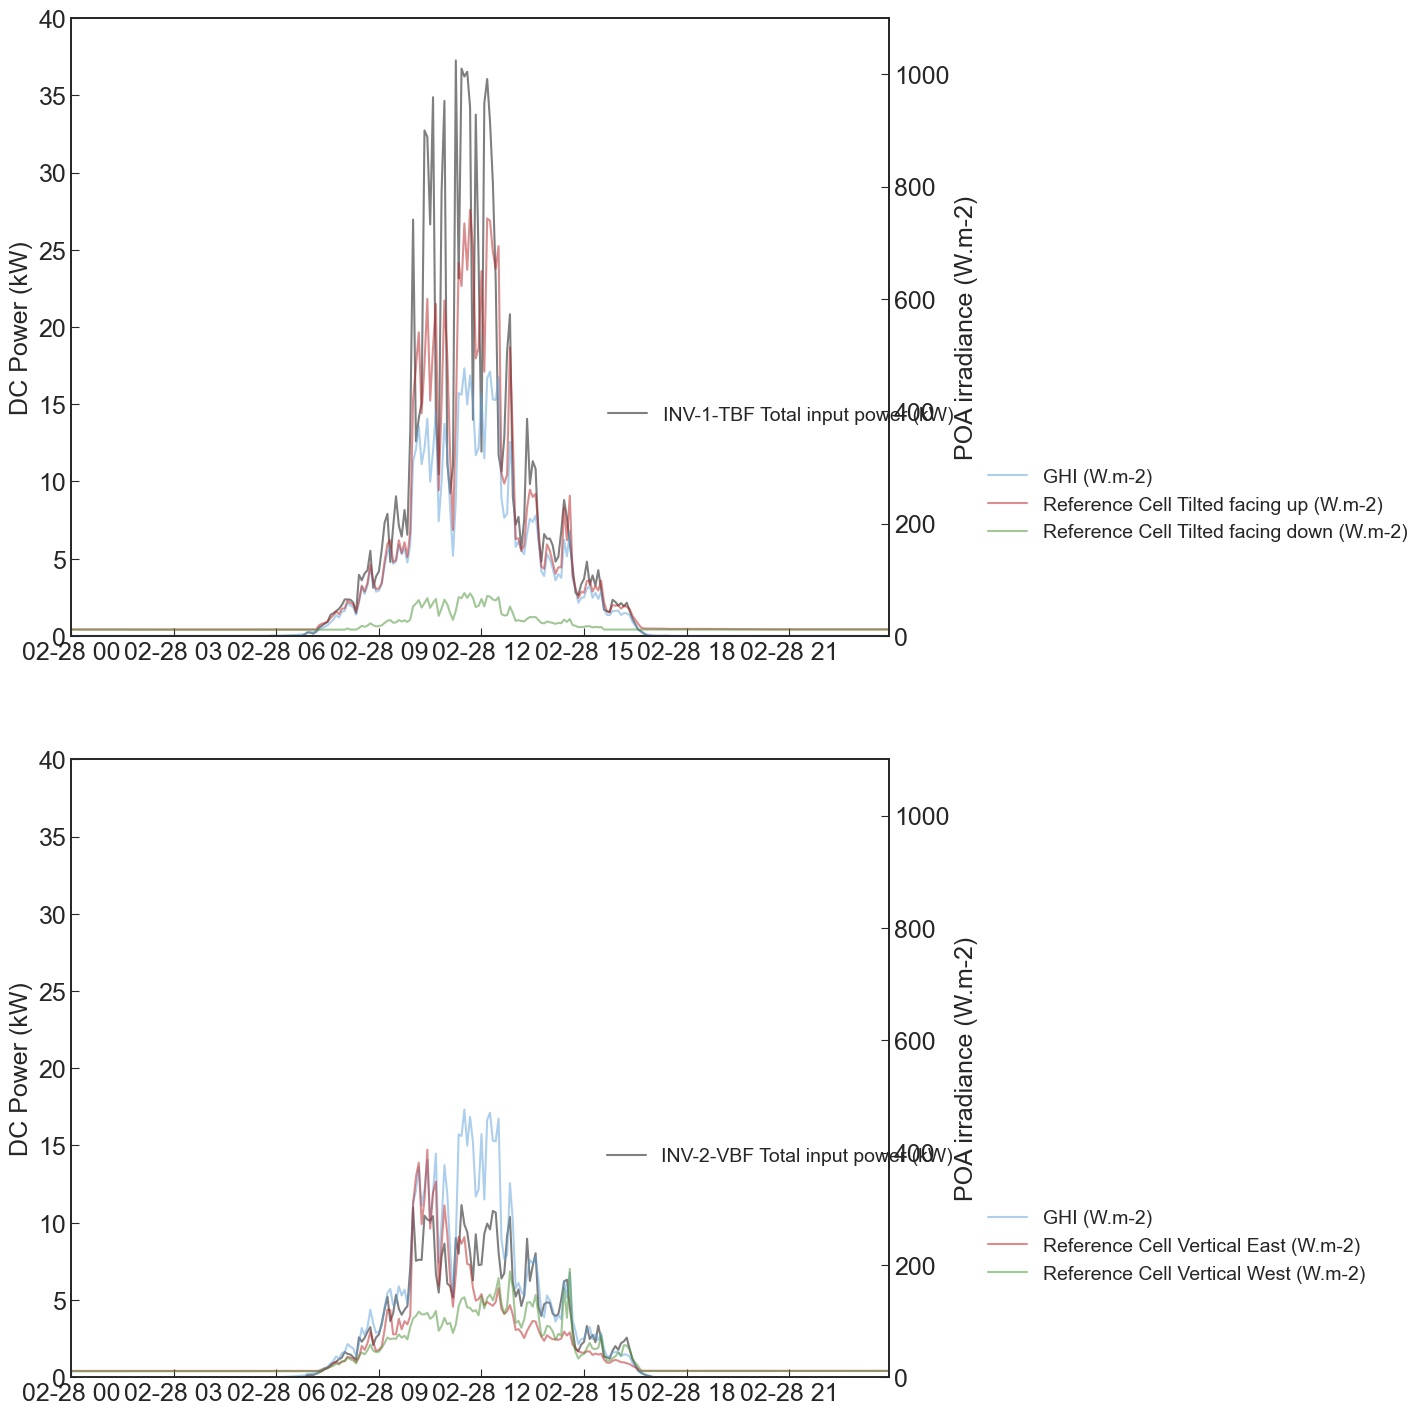 40
35
30
25
20
15
10
5
0
DC Power (kW)
1000
800
600
400
200
0
POA irradiance (W.m-2)
INV-1-TBF Total input power (kW)
GHI (W.m-2)
Reference Cell Tilted facing up (W.m-2)
Reference Cell Tilted facing down (W.m-2)
02-28 00 02-28 03 02-28 06 02-28 09 02-28 12 02-28 15 02-28 18 02-28 21
40
35
30
25
20
15
10
5
0
DC Power (kW)
1000
800
600
400
200
0
POA irradiance (W.m-2)
INV-2-VBF Total input power (kW)
GHI (W.m-2)
Reference Cell Vertical East (W.m-2)
Reference Cell Vertical West (W.m-2)
02-28 00 02-28 03 02-28 06 02-28 09 02-28 12 02-28 15 02-28 18 02-28 21